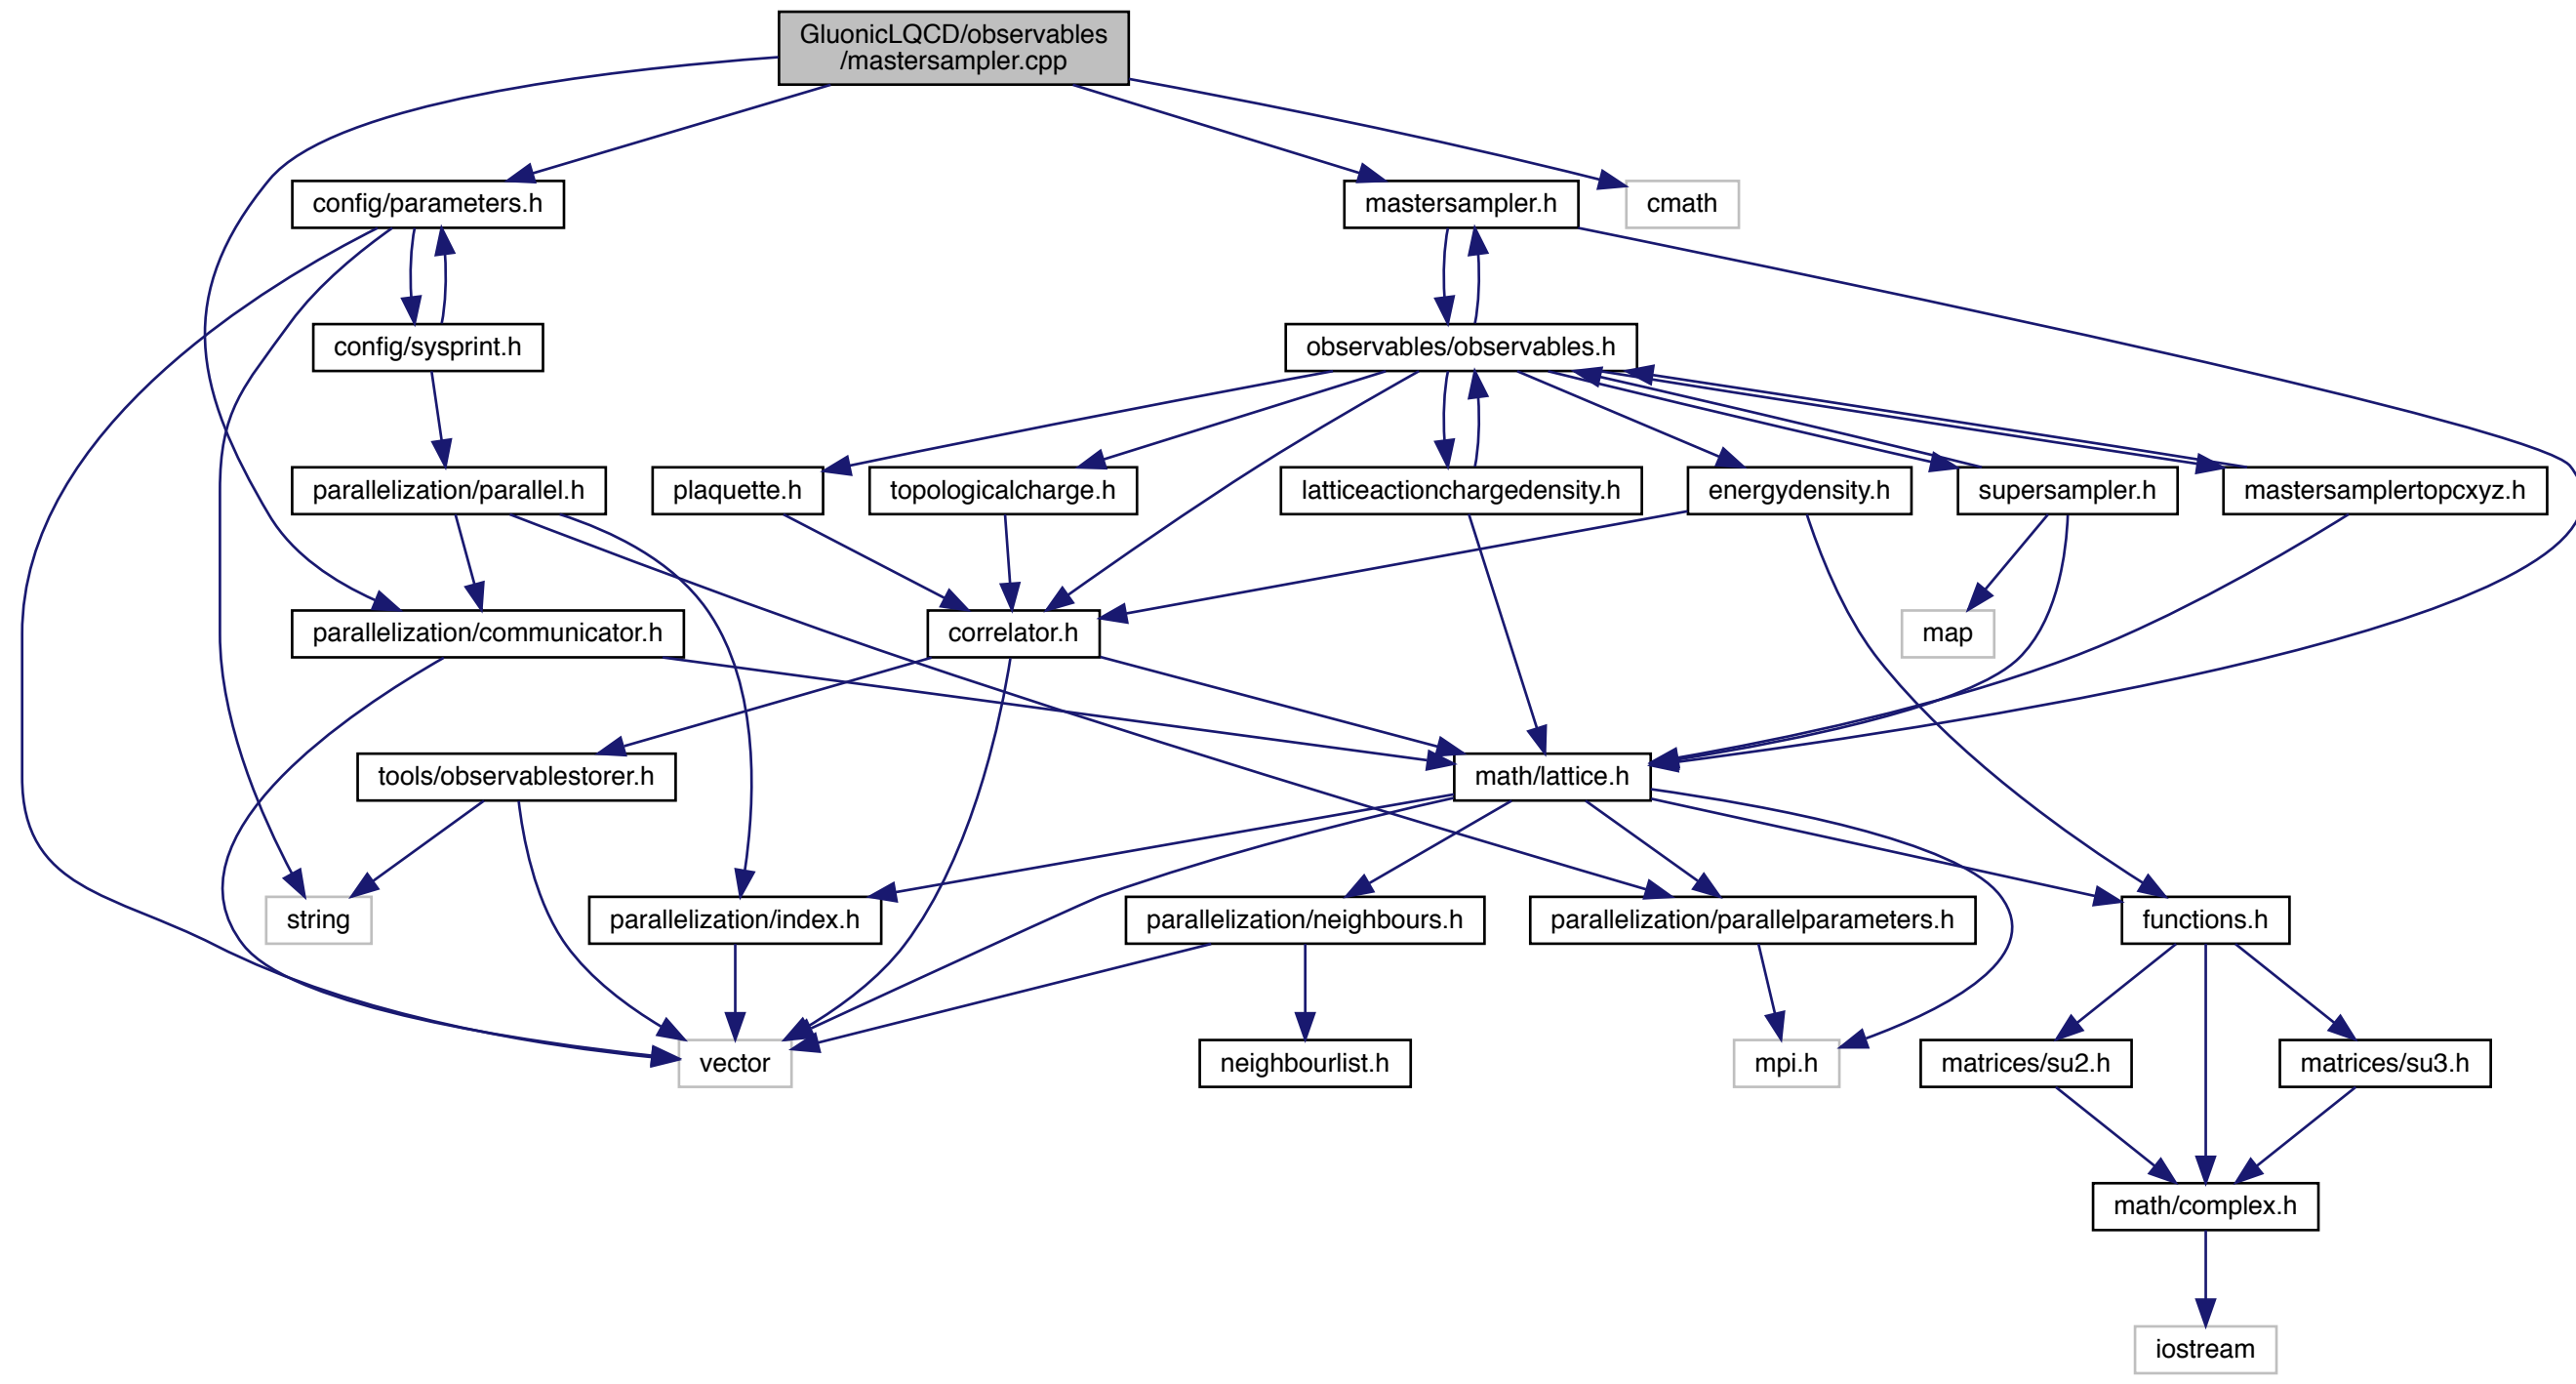 GluonicLQCD/observables
/mastersampler.cpp
config/parameters.h
mastersampler.h
cmath
config/sysprint.h
observables/observables.h
parallelization/parallel.h
plaquette.h
topologicalcharge.h
latticeactionchargedensity.h
energydensity.h
supersampler.h
mastersamplertopcxyz.h
parallelization/communicator.h
correlator.h
map
tools/observablestorer.h
math/lattice.h
string
parallelization/index.h
parallelization/neighbours.h
parallelization/parallelparameters.h
functions.h
vector
neighbourlist.h
mpi.h
matrices/su2.h
matrices/su3.h
math/complex.h
iostream